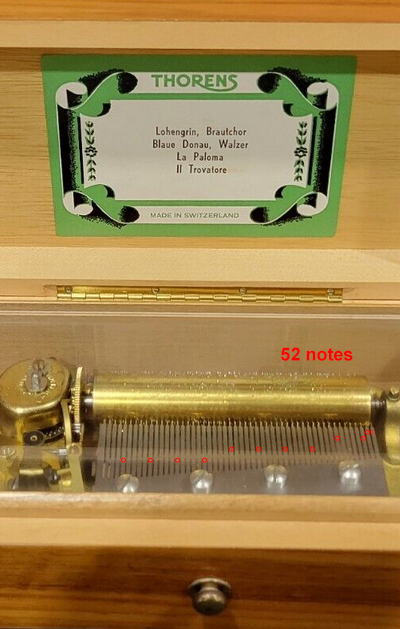 THORENS
Lohengrin, Brautchor
Blaue Donau, Walzer
La Paloma
Il Trovatore
MADE IN SWITZERLAND
52 notes